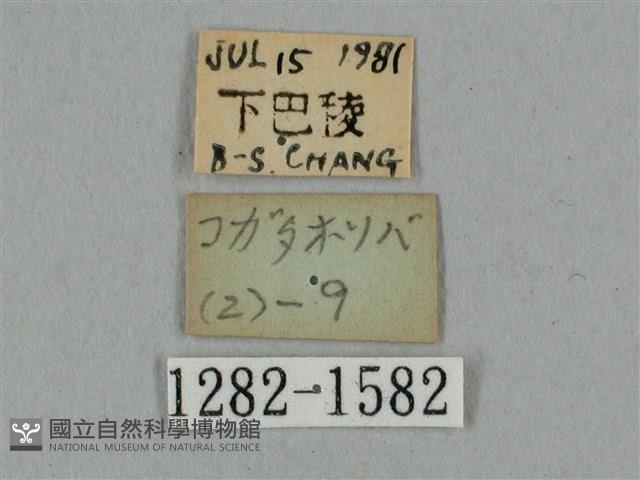 JUL 15 1981
下巴稜
B-S. CHANG
コガタホソバ
(2)-9
1282-1582
國立自然科學博物館
NATIONAL MUSEUM OF NATURAL SCIENCE